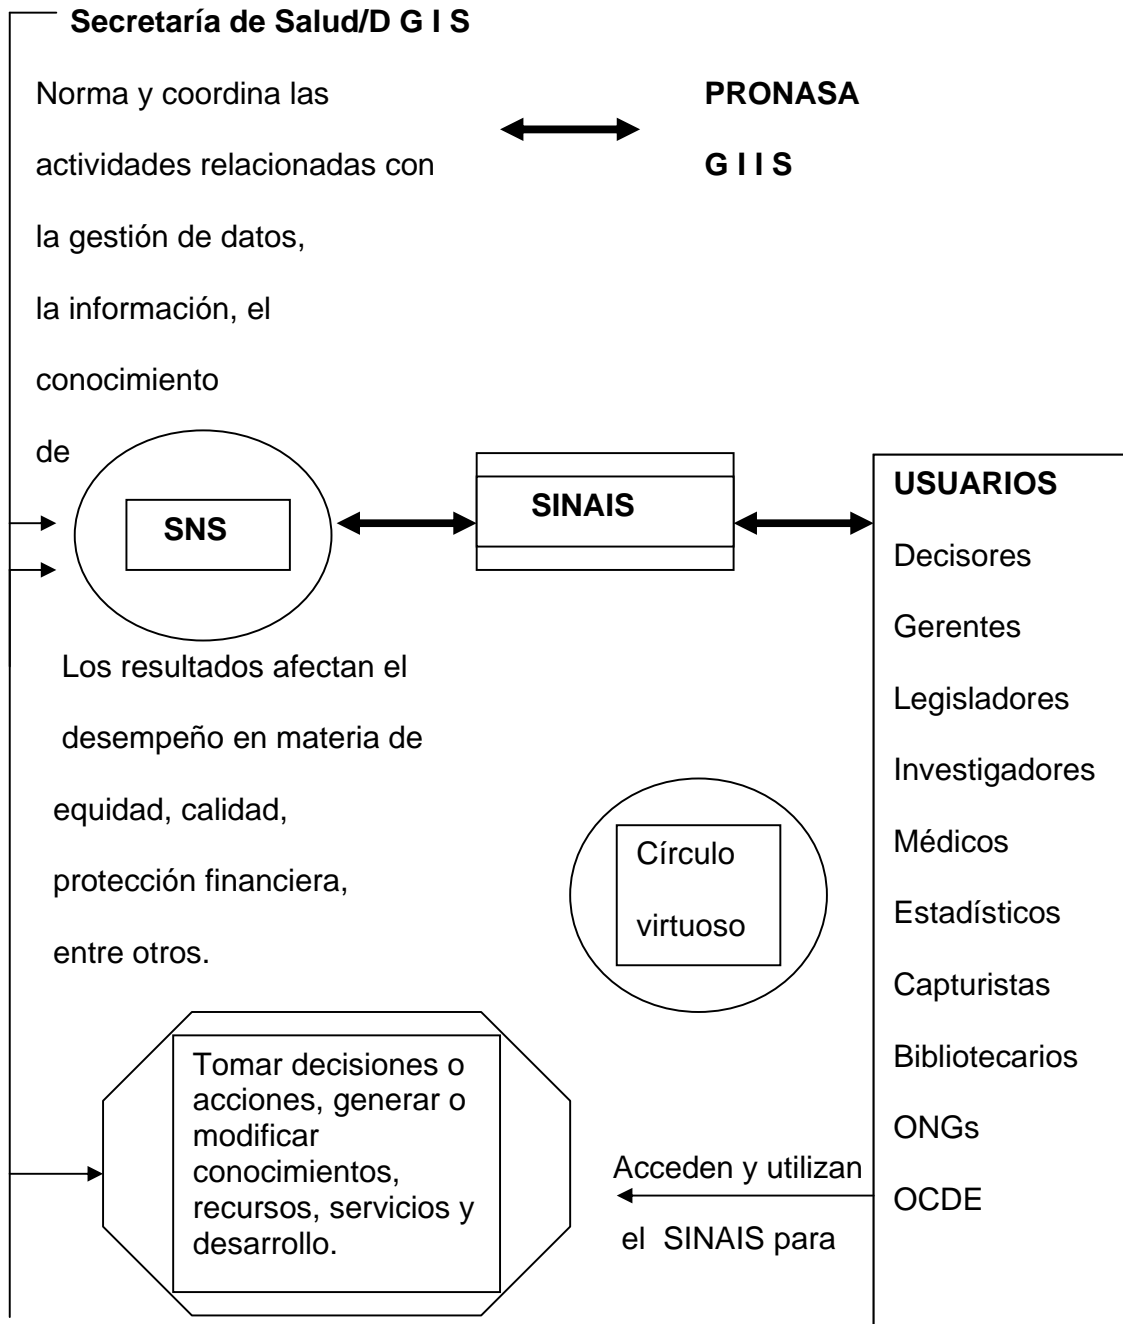 Secretaría de Salud/D G I S
Norma y coordina las
actividades relacionadas con
la gestión de datos,
la información, el
conocimiento
de
PRONASA
G I I S
SNS
SINAIS
USUARIOS
Decisores
Gerentes
Legisladores
Investigadores
Médicos
Estadísticos
Capturistas
Bibliotecarios
ONGs
OCDE
Los resultados afectan el
desempeño en materia de
equidad, calidad,
protección financiera,
entre otros.
Círculo
virtuoso
Tomar decisiones o
acciones, generar o
modificar
conocimientos,
recursos, servicios y
desarrollo.
Acceden y utilizan
el SINAIS para